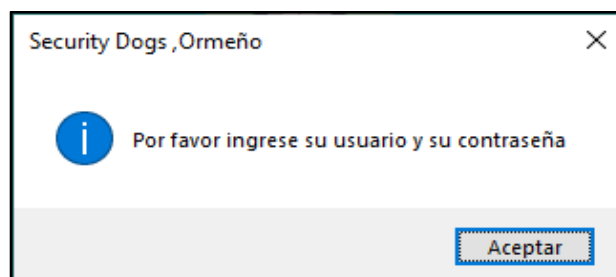 Security Dogs ,Ormeño
Por favor ingrese su usuario y su contraseña
Aceptar